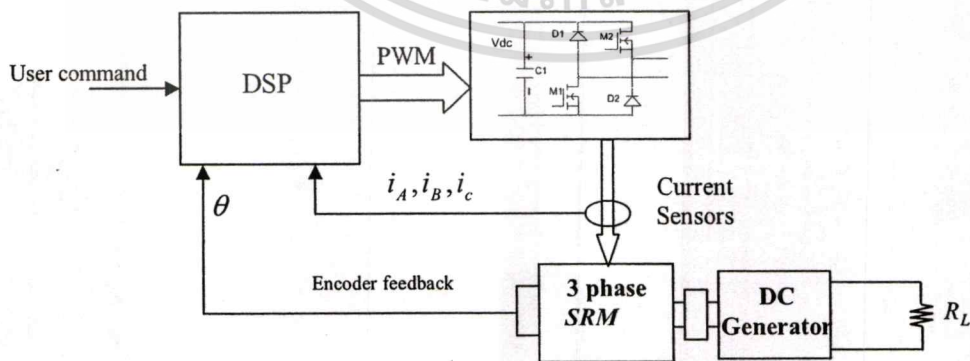 User command
DSP
PWM
Vdc
+
C1
D1
M2
M1
D2
i_A, i_B, i_c
Current
Sensors
θ
Encoder feedback
3 phase
SRM
DC
Generator
R_L